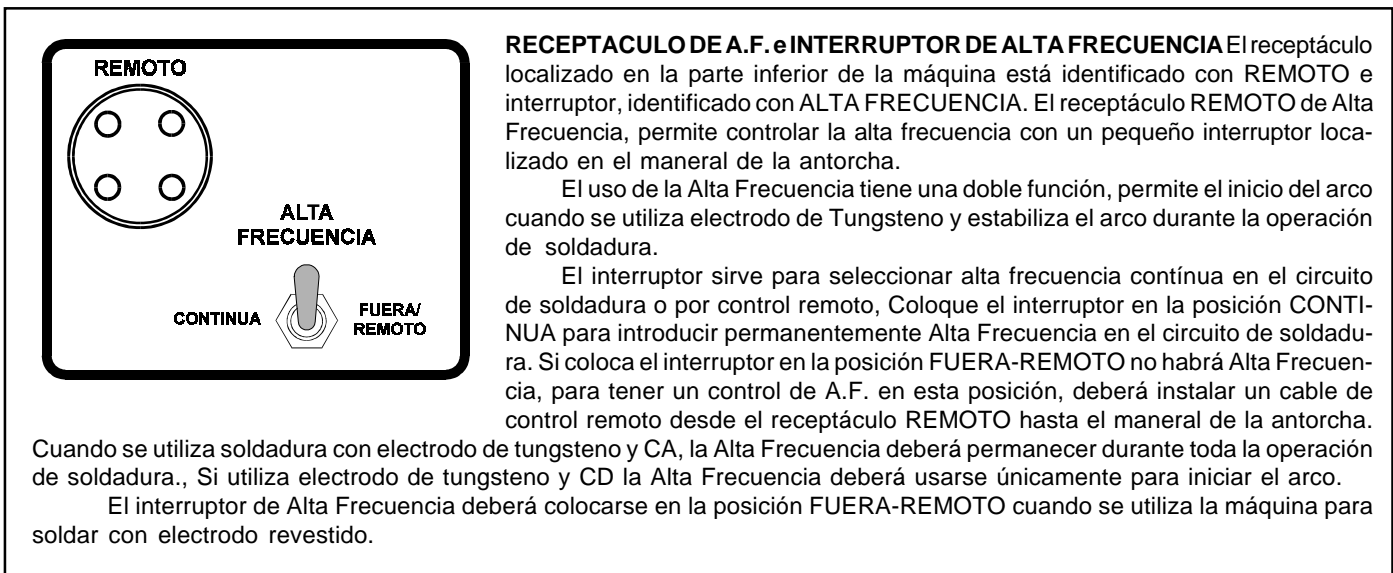 REMOTO
ALTA
FRECUENCIA
CONTINUA
FUERA/
REMOTO
RECEPTACULO DE A.F. e INTERRUPTOR DE ALTA FRECUENCIA El receptáculo
localizado en la parte inferior de la máquina está identificado con REMOTO e
interruptor, identificado con ALTA FRECUENCIA. El receptáculo REMOTO de Alta
Frecuencia, permite controlar la alta frecuencia con un pequeño interruptor loca-
lizado en el maneral de la antorcha.
El uso de la Alta Frecuencia tiene una doble función, permite el inicio del arco
cuando se utiliza electrodo de Tungsteno y estabiliza el arco durante la operación
de soldadura.
El interruptor sirve para seleccionar alta frecuencia contínua en el circuito
de soldadura o por control remoto, Coloque el interruptor en la posición CONTI-
NUA para introducir permanentemente Alta Frecuencia en el circuito de soldadu-
ra. Si coloca el interruptor en la posición FUERA-REMOTO no habrá Alta Frecuen-
cia, para tener un control de A.F. en esta posición, deberá instalar un cable de
control remoto desde el receptáculo REMOTO hasta el maneral de la antorcha.
Cuando se utiliza soldadura con electrodo de tungsteno y CA, la Alta Frecuencia deberá permanecer durante toda la operación
de soldadura., Si utiliza electrodo de tungsteno y CD la Alta Frecuencia deberá usarse únicamente para iniciar el arco.
El interruptor de Alta Frecuencia deberá colocarse en la posición FUERA-REMOTO cuando se utiliza la máquina para
soldar con electrodo revestido.